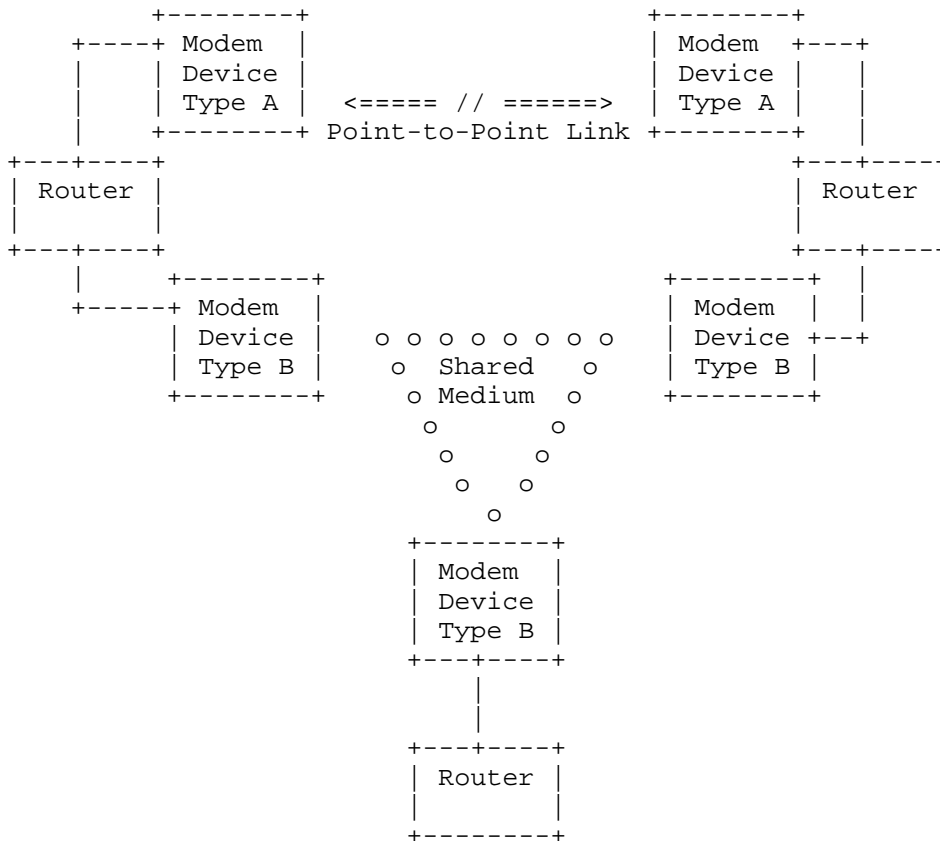 Modem Modem
Device Device
Type A <===== // ======> Type A
Point-to-Point Link
Router Router
Modem Modem
Device Device
Type B Shared Type B
Medium
Modem
Device
Type B
Router